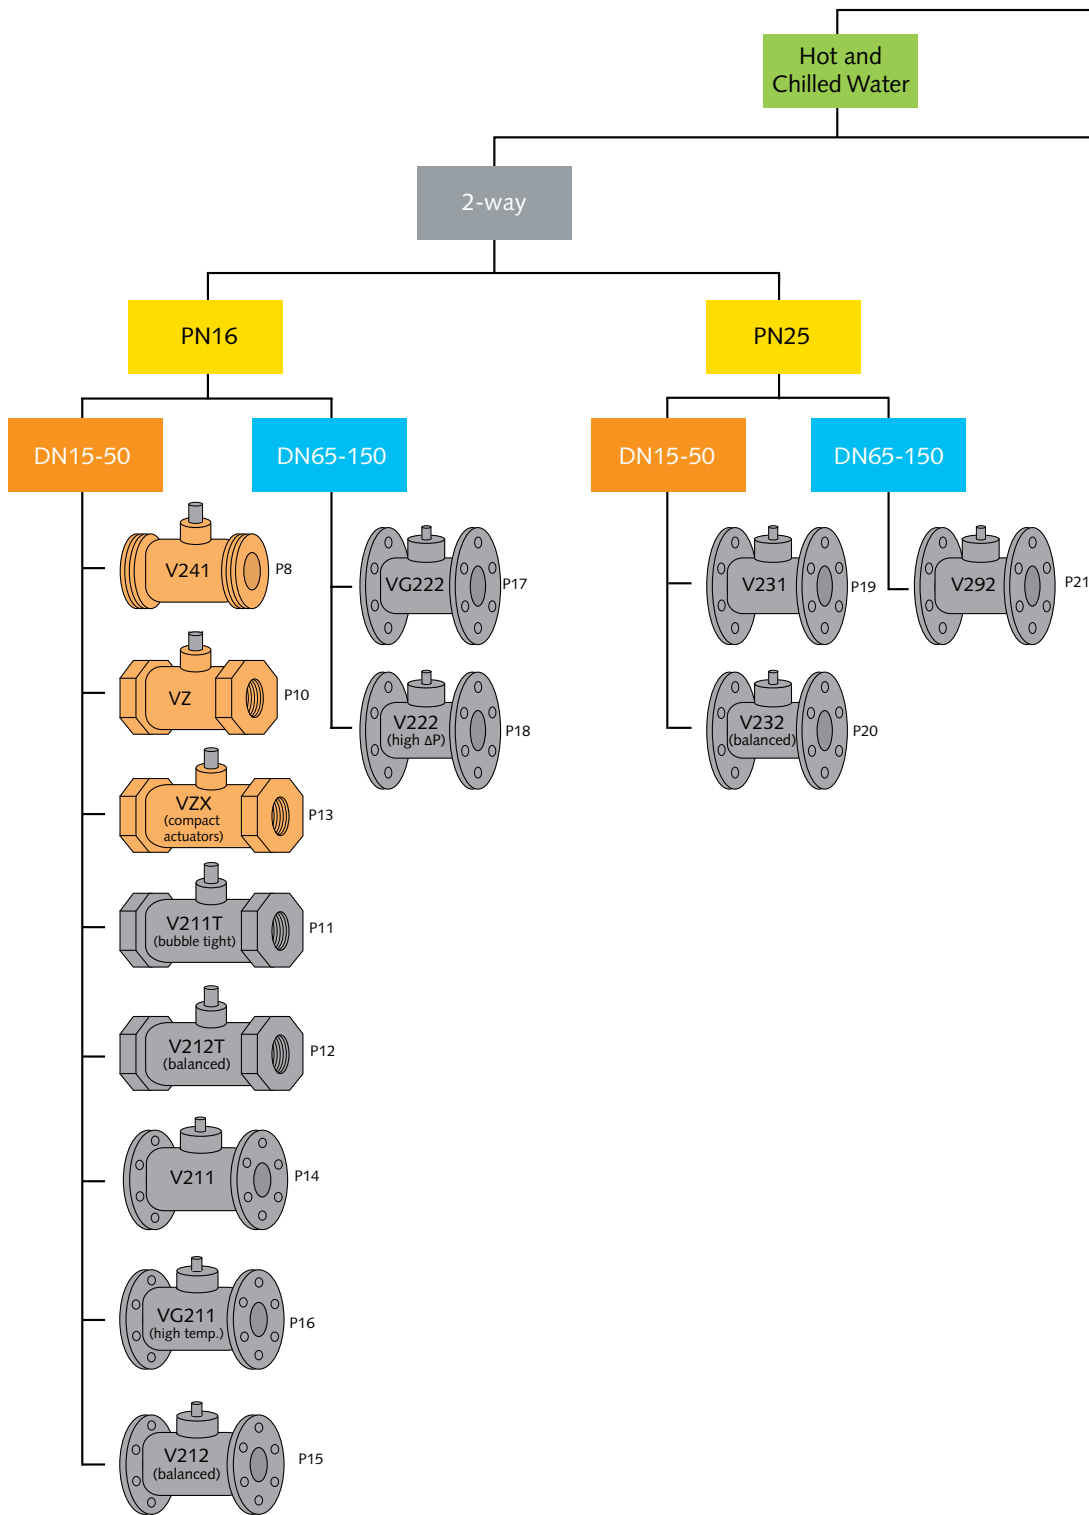 Hot and
Chilled Water
2-way
PN16
PN25
DN15-50
DN65-150
DN15-50
DN65-150
V241
P8
VZ
P10
VZX
(compact
actuators)
P13
V211T
(bubble tight)
P11
V212T
(balanced)
P12
V211
P14
VG211
(high temp.)
P16
V212
(balanced)
P15
VG222
P17
V222
(high ΔP)
P18
V231
P19
V232
(balanced)
P20
V292
P21